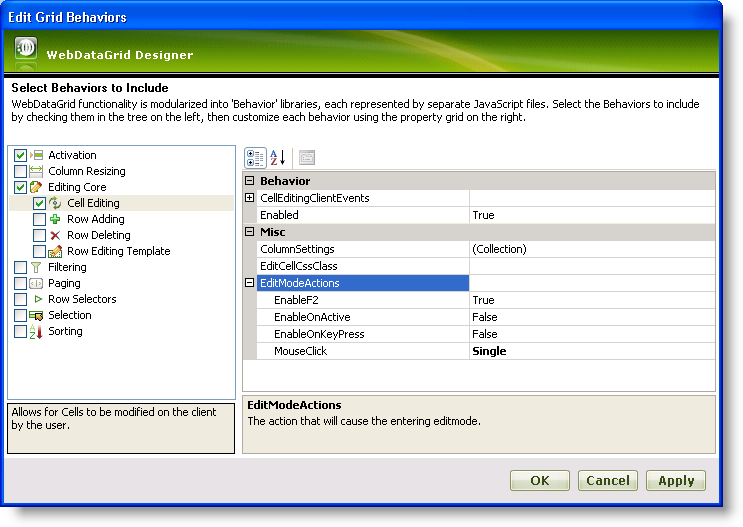 Edit Grid Behaviors
WebDataGrid Designer
Select Behaviors to Include
WebDataGrid functionality is modularized into 'Behavior' libraries, each represented by separate JavaScript files. Select the Behaviors to include
by checking them in the tree on the left, then customize each behavior using the property grid on the right.
Activation
Column Resizing
Editing Core
Cell Editing
Row Adding
Row Deleting
Row Editing Template
Filtering
Paging
Row Selectors
Selection
Sorting
Allows for Cells to be modified on the client
by the user.
Behavior
CellEditingClientEvents
Enabled True
Misc
ColumnSettings (Collection)
EditCellCssClass
EditModeActions
EnableF2 True
EnableOnActive False
EnableOnKeyPress False
MouseClick Single
EditModeActions
The action that will cause the entering editmode.
OK Cancel Apply